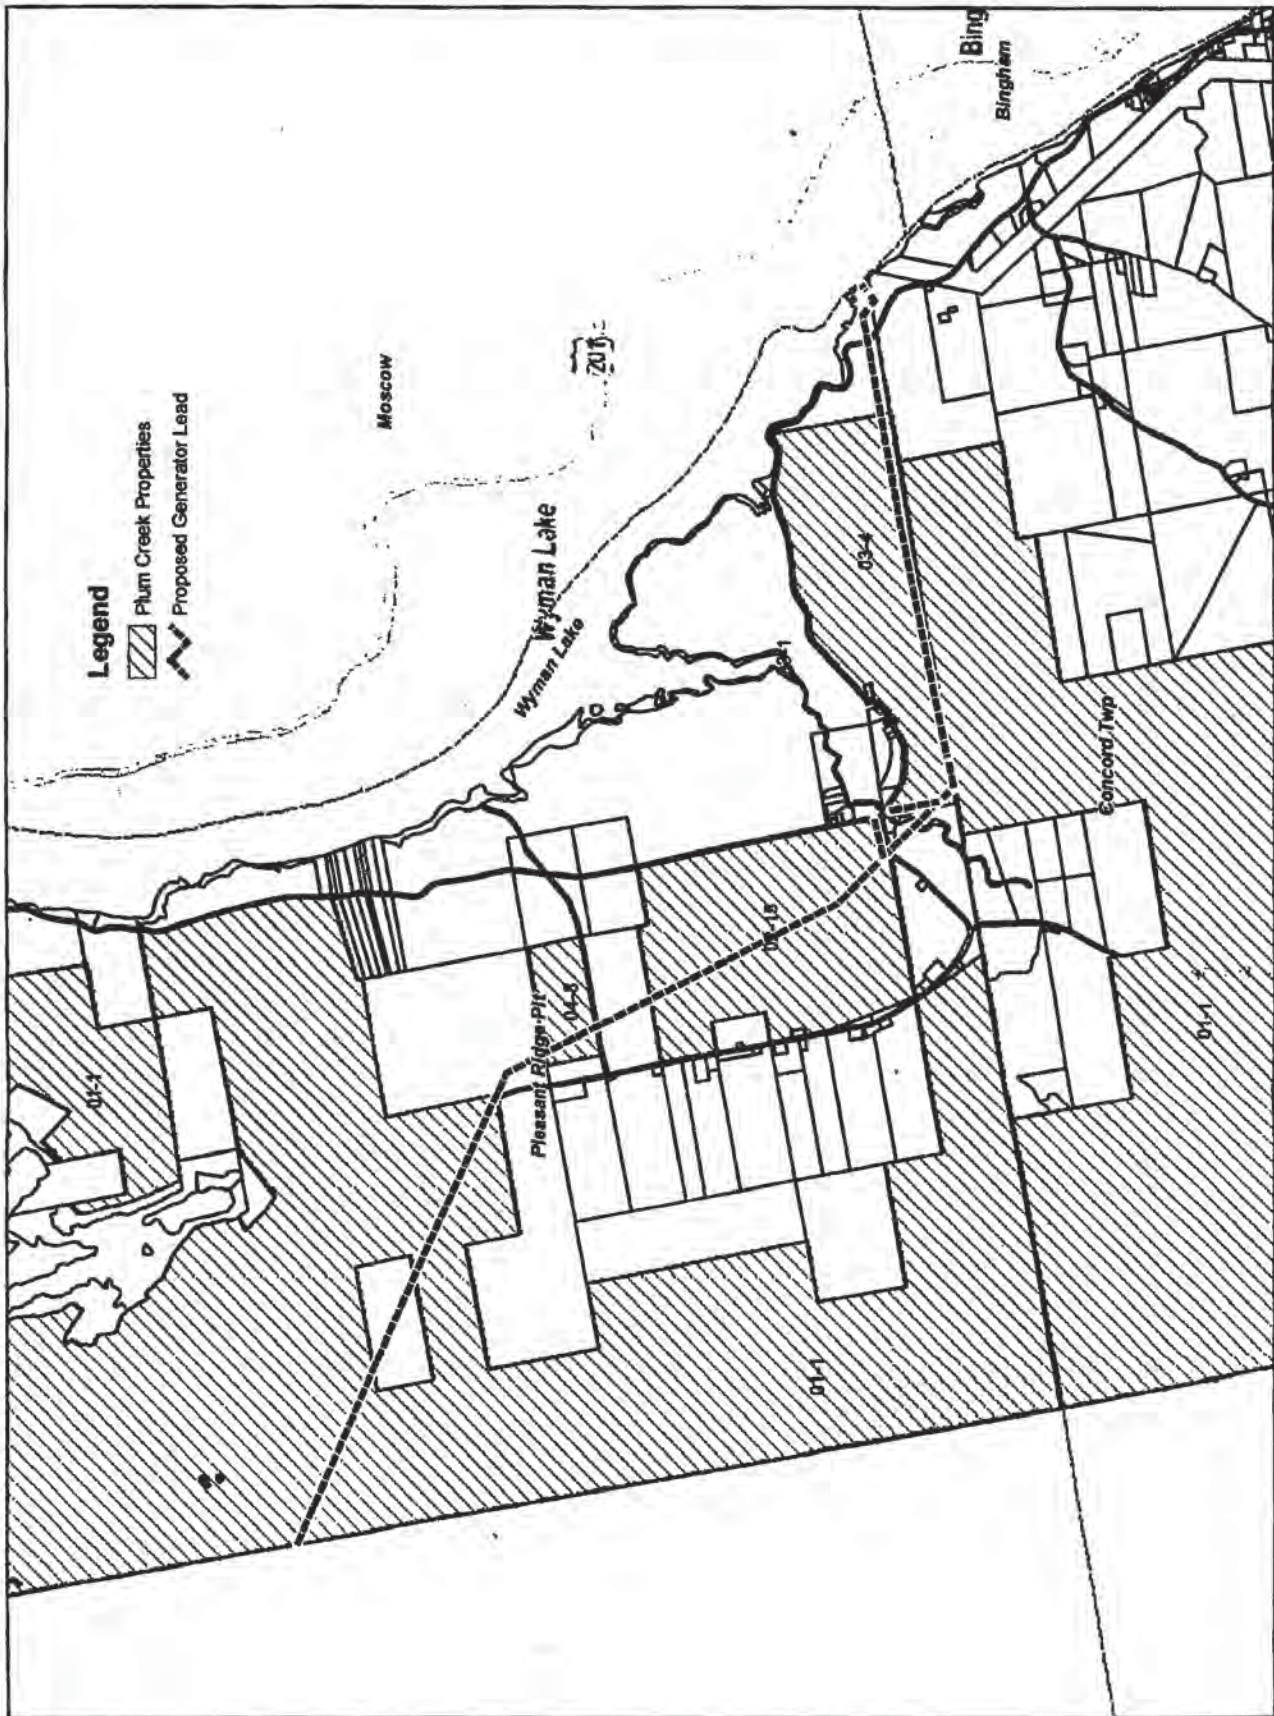 Legend
Plum Creek Properties
Proposed Generator Lead
Moscow
201
Bing
Bingham
Wyman Lake
Wyman Lake
03-4
Concord Twp
Pleasant Ridge Plt
04-8
01-1
01-1
01-1